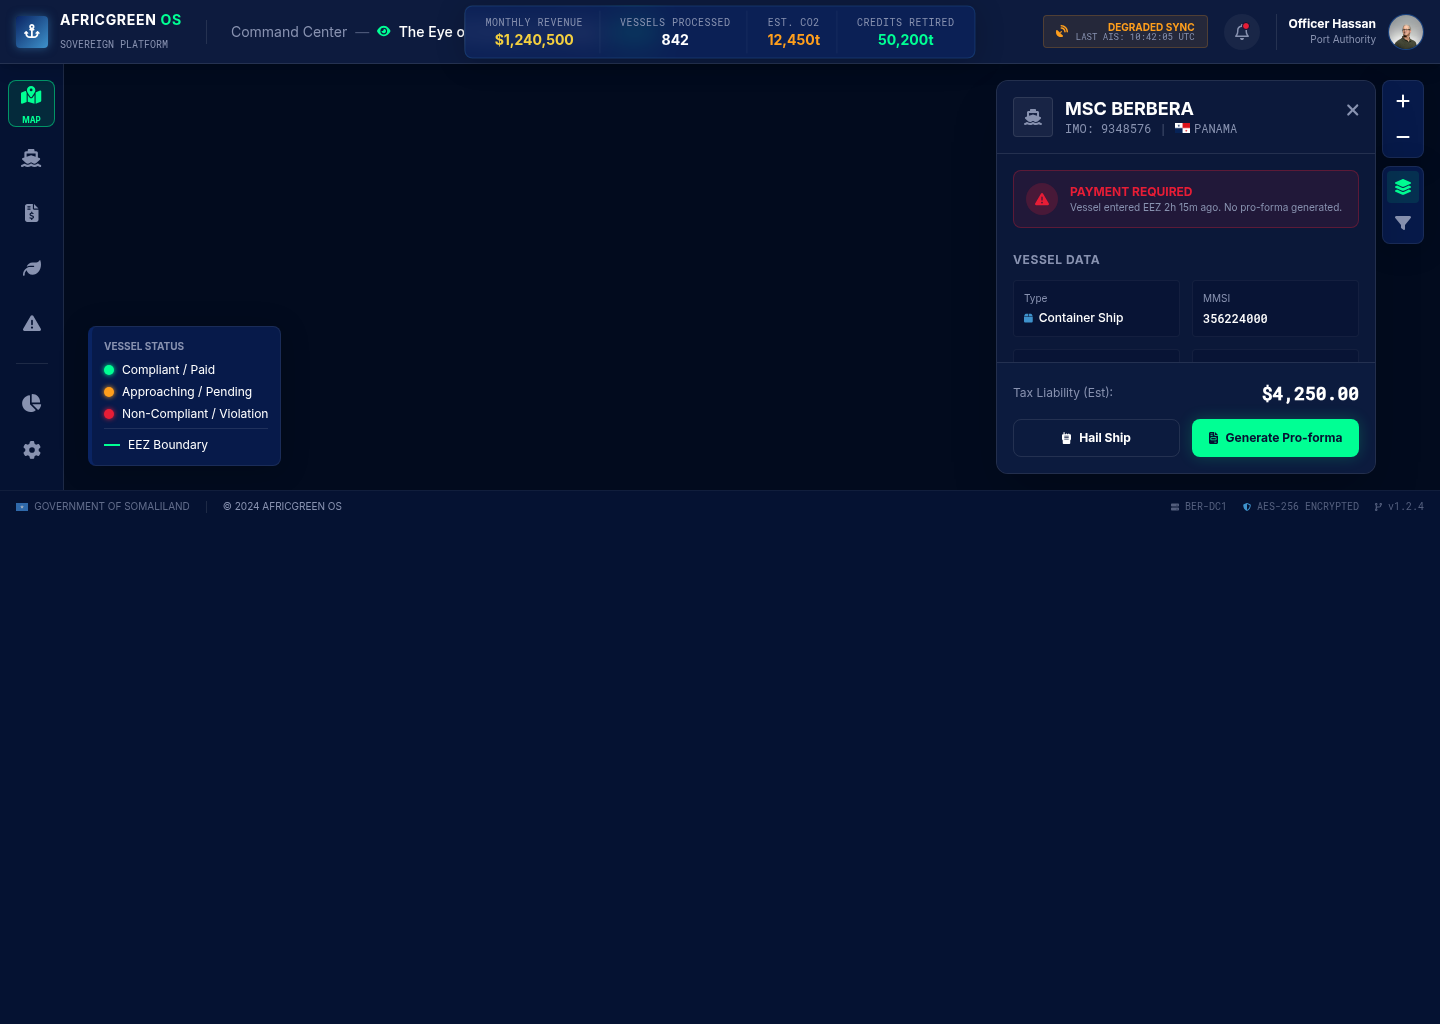 AFRICGREEN OS
SOVEREIGN PLATFORM
Command Center — The Eye o
MONTHLY REVENUE
$1,240,500
VESSELS PROCESSED
842
EST. CO2
12,450t
CREDITS RETIRED
50,200t
DEGRADED SYNC
LAST AIS: 10:42:05 UTC
Officer Hassan
Port Authority
MAP
VESSEL STATUS
Compliant / Paid
Approaching / Pending
Non-Compliant / Violation
EEZ Boundary
MSC BERBERA
IMO: 9348576 | PANAMA
PAYMENT REQUIRED
Vessel entered EEZ 2h 15m ago. No pro-forma generated.
VESSEL DATA
Type
Container Ship
MMSI
356224000
Tax Liability (Est):
$4,250.00
Hail Ship
Generate Pro-forma
GOVERNMENT OF SOMALILAND
© 2024 AFRICGREEN OS
BER-DC1
AES-256 ENCRYPTED
v1.2.4